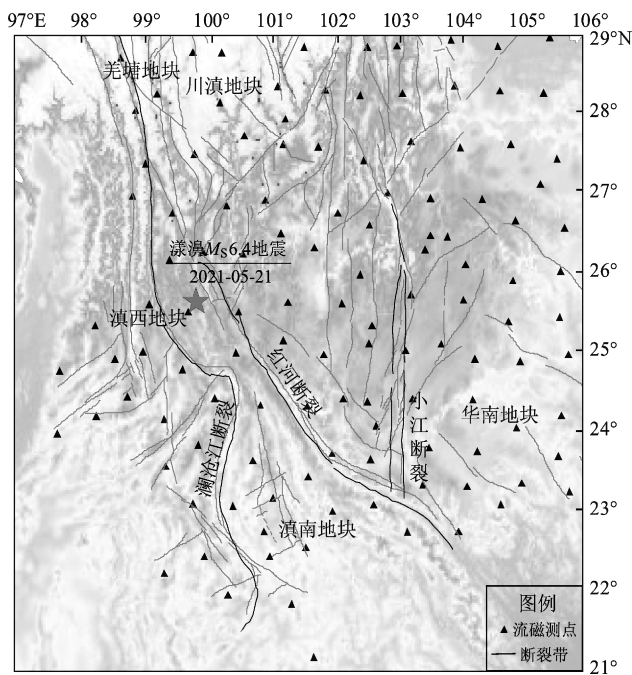 97°E 98° 99° 100° 101° 102° 103° 104° 105° 106°
29°N
羌塘地块
川滇地块
28°
27°
漾濞MS6.4地震
26°
2021-05-21
滇西地块
25°
红河断裂
小江断裂
华南地块
24°
澜沧江断裂
23°
滇南地块
22°
图例
流磁测点
断裂带
21°